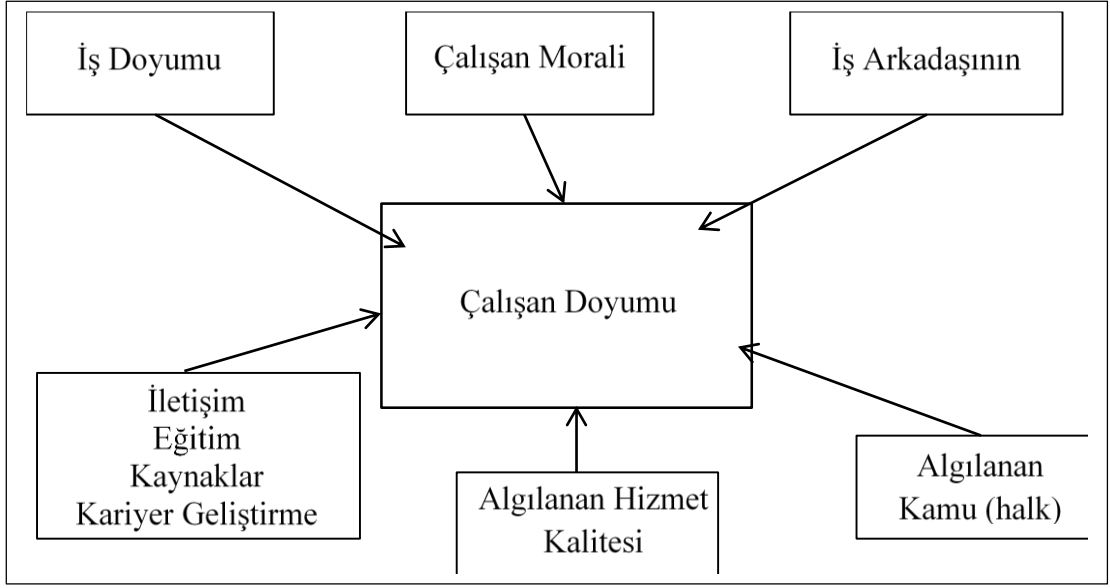 İş Doyumu
Çalışan Morali
İş Arkadaşının
Çalışan Doyumu
İletişim
Eğitim
Kaynaklar
Kariyer Geliştirme
Algılanan Hizmet
Kalitesi
Algılanan
Kamu (halk)